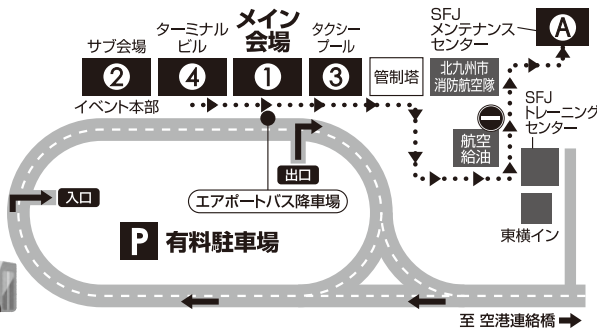 メイン
会場
ターミナル
ビル
サブ会場
タクシー
プール
SFJ
メンテナンス
センター
A
2
4
1
3
管制塔
北九州市
消防航空隊
イベント本部
SFJ
トレーニング
センター
航空
給油
出口
入口
エアポートバス降車場
P 有料駐車場
東横イン
至 空港連絡橋